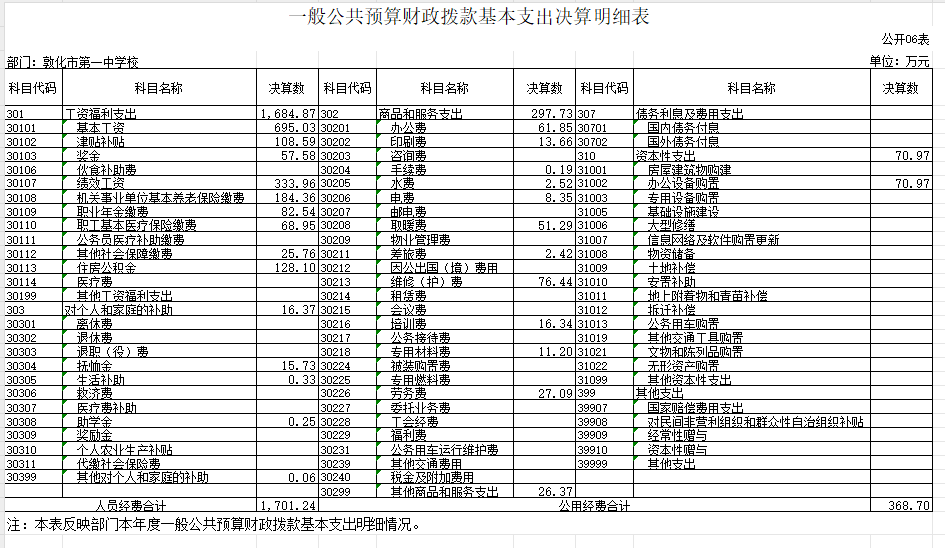 一般公共预算财政拨款基本支出决算明细表
公开06表
部门：敦化市第一中学校 单位：万元
科目代码 科目名称 决算数 科目代码 科目名称 决算数 科目代码 科目名称 决算数
301 工资福利支出 1,684.87 302 商品和服务支出 297.73 307 债务利息及费用支出
30101 基本工资 695.03 30201 办公费 61.85 30701 国内债务付息
30102 津贴补贴 108.59 30202 印刷费 13.66 30702 国外债务付息
30103 奖金 57.58 30203 咨询费 310 资本性支出 70.97
30106 伙食补助费 30204 手续费 0.19 31001 房屋建筑物购建
30107 绩效工资 333.96 30205 水费 2.52 31002 办公设备购置 70.97
30108 机关事业单位基本养老保险缴费 184.36 30206 电费 8.35 31003 专用设备购置
30109 职业年金缴费 82.54 30207 邮电费 31005 基础设施建设
30110 职工基本医疗保险缴费 68.95 30208 取暖费 51.29 31006 大型修缮
30111 公务员医疗补助缴费 30209 物业管理费 31007 信息网络及软件购置更新
30112 其他社会保障缴费 25.76 30211 差旅费 2.42 31008 物资储备
30113 住房公积金 128.10 30212 因公出国（境）费用 31009 土地补偿
30114 医疗费 30213 维修（护）费 76.44 31010 安置补助
30199 其他工资福利支出 30214 租赁费 31011 地上附着物和青苗补偿
303 对个人和家庭的补助 16.37 30215 会议费 31012 拆迁补偿
30301 离休费 30216 培训费 16.34 31013 公务用车购置
30302 退休费 30217 公务接待费 31019 其他交通工具购置
30303 退职（役）费 30218 专用材料费 11.20 31021 文物和陈列品购置
30304 抚恤金 15.73 30224 被装购置费 31022 无形资产购置
30305 生活补助 0.33 30225 专用燃料费 31099 其他资本性支出
30306 救济费 30226 劳务费 27.09 399 其他支出
30307 医疗费补助 30227 委托业务费 39907 国家赔偿费用支出
30308 助学金 0.25 30228 工会经费 39908 对民间非营利组织和群众性自治组织补贴
30309 奖励金 30229 福利费 39909 经常性赠与
30310 个人农业生产补贴 30231 公务用车运行维护费 39910 资本性赠与
30311 代缴社会保险费 30239 其他交通费用 39999 其他支出
30399 其他对个人和家庭的补助 0.06 30240 税金及附加费用
30299 其他商品和服务支出 26.37
人员经费合计 1,701.24 公用经费合计 368.70
注：本表反映部门本年度一般公共预算财政拨款基本支出明细情况。